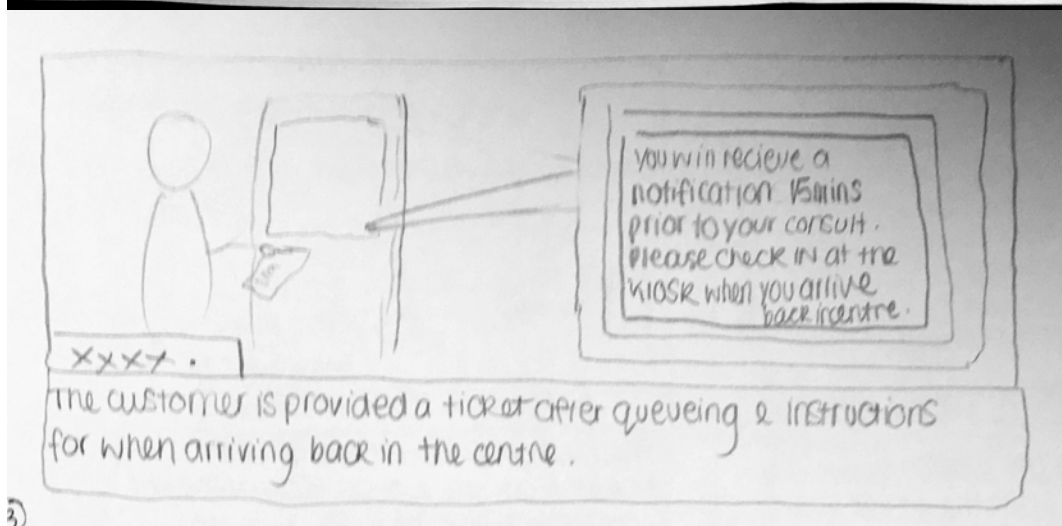 you will recieve a
notification 15mins
prior to your consult.
please check IN at the
KIOSK when you arrive
back in centre.
xxxx.
The customer is provided a ticket after queueing & instructions
for when arriving back in the centre.
3